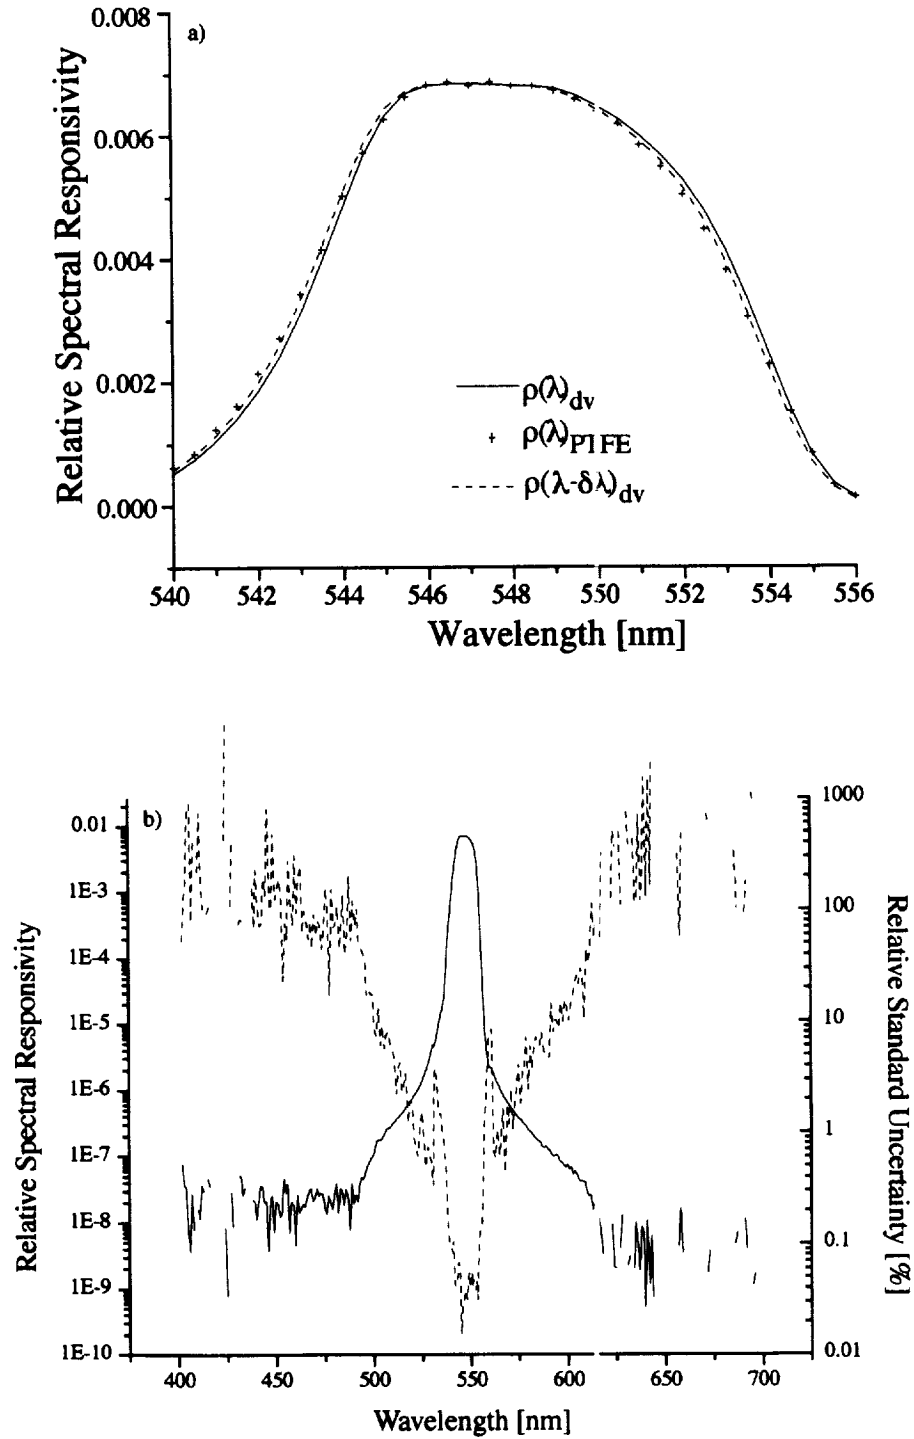 a)
Relative Spectral Responsivity
0.008
0.006
0.004
0.002
0.000
ρ(λ)dv
ρ(λ)PTFE
ρ(λ-δλ)dv
540 542 544 546 548 550 552 554 556
Wavelength [nm]
b)
Relative Spectral Responsivity
0.01
1E-3
1E-4
1E-5
1E-6
1E-7
1E-8
1E-9
1E-10
1000
100
10
1
0.1
0.01
Relative Standard Uncertainty [%]
400 450 500 550 600 650 700
Wavelength [nm]